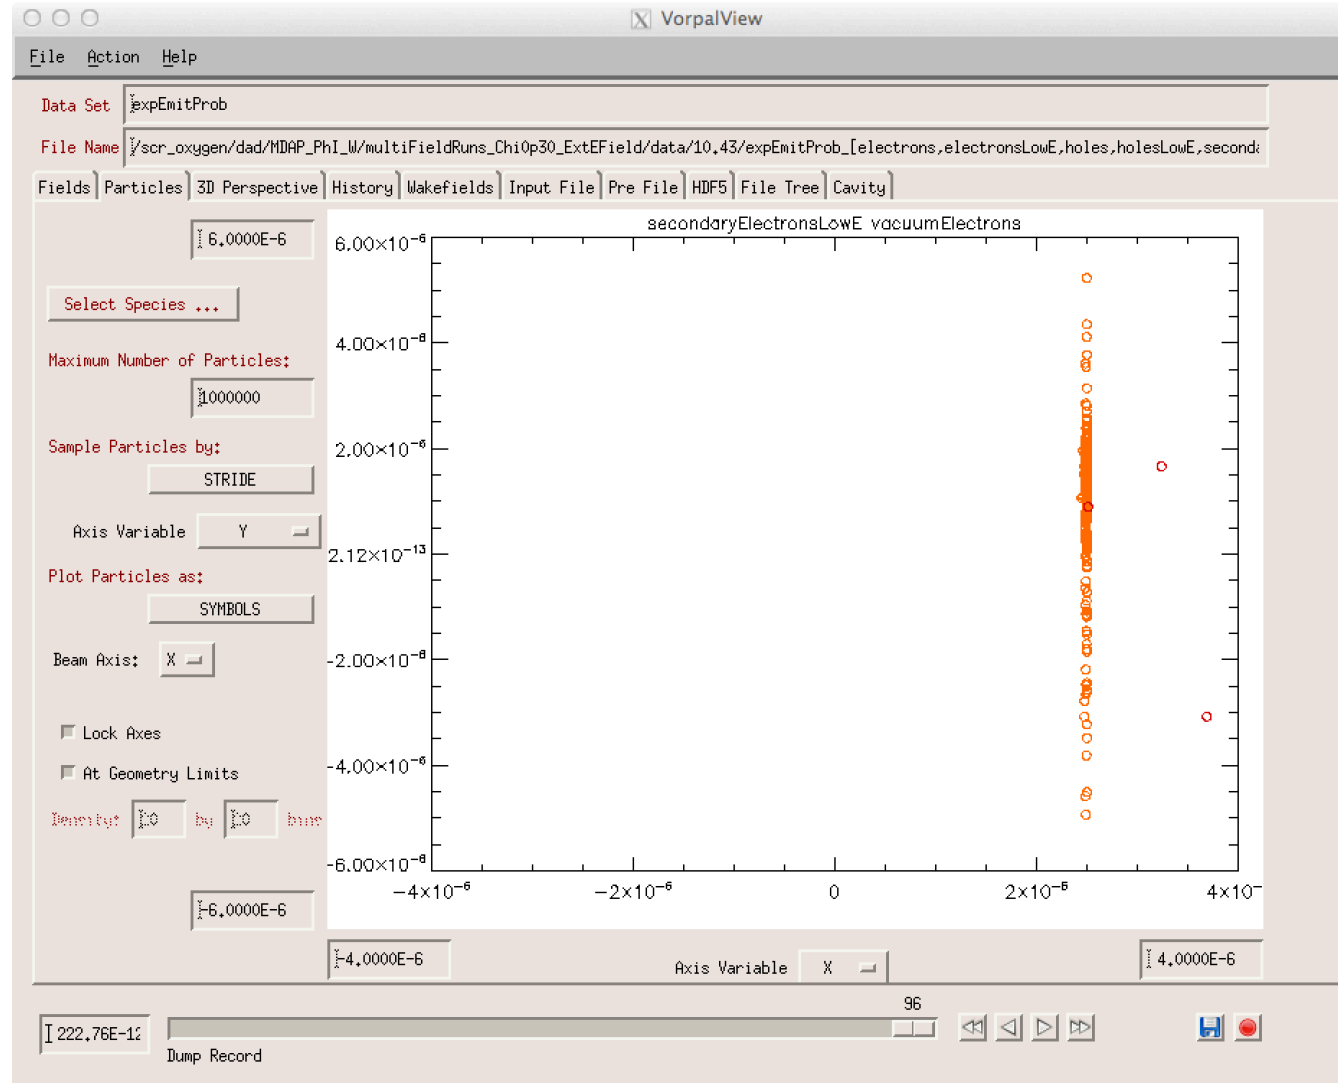 VorpalView
File Action Help
Data Set expEmitProb
File Name /scr_oxygen/dad/MDAP_PhI_W/multiFieldRuns_Chi0p30_ExtEField/data/10.43/expEmitProb_[electrons,electronsLowE,holes,holesLowE,seconda
Fields Particles 3D Perspective History Wakefields Input File Pre File HDF5 File Tree Cavity
6.0000E-6
secondaryElectronsLowE vacuumElectrons
6.00×10⁻⁶
Select Species ...
4.00×10⁻⁶
Maximum Number of Particles:
1000000
Sample Particles by:
2.00×10⁻⁶
STRIDE
Axis Variable Y
2.12×10⁻¹³
Plot Particles as:
SYMBOLS
Beam Axis: X
-2.00×10⁻⁶
Lock Axes
At Geometry Limits
-4.00×10⁻⁶
Density: by bins
-6.00×10⁻⁶
-6.0000E-6
−4×10⁻⁶ −2×10⁻⁶ 0 2×10⁻⁶ 4×10⁻
-4.0000E-6
Axis Variable X
4.0000E-6
96
222.76E-12
Dump Record